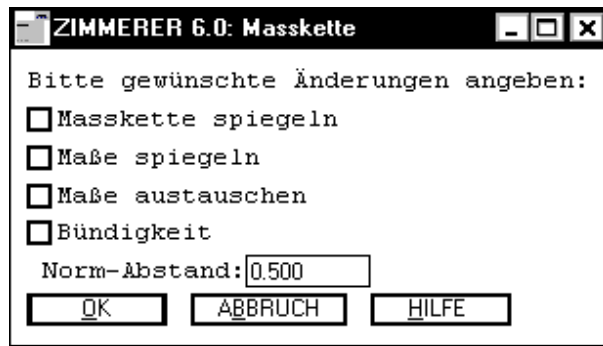 ZIMMERER 6.0: Masskette
Bitte gewünschte Änderungen angeben:
Masskette spiegeln
Maße spiegeln
Maße austauschen
Bündigkeit
Norm-Abstand: 0.500
OK ABBRUCH HILFE